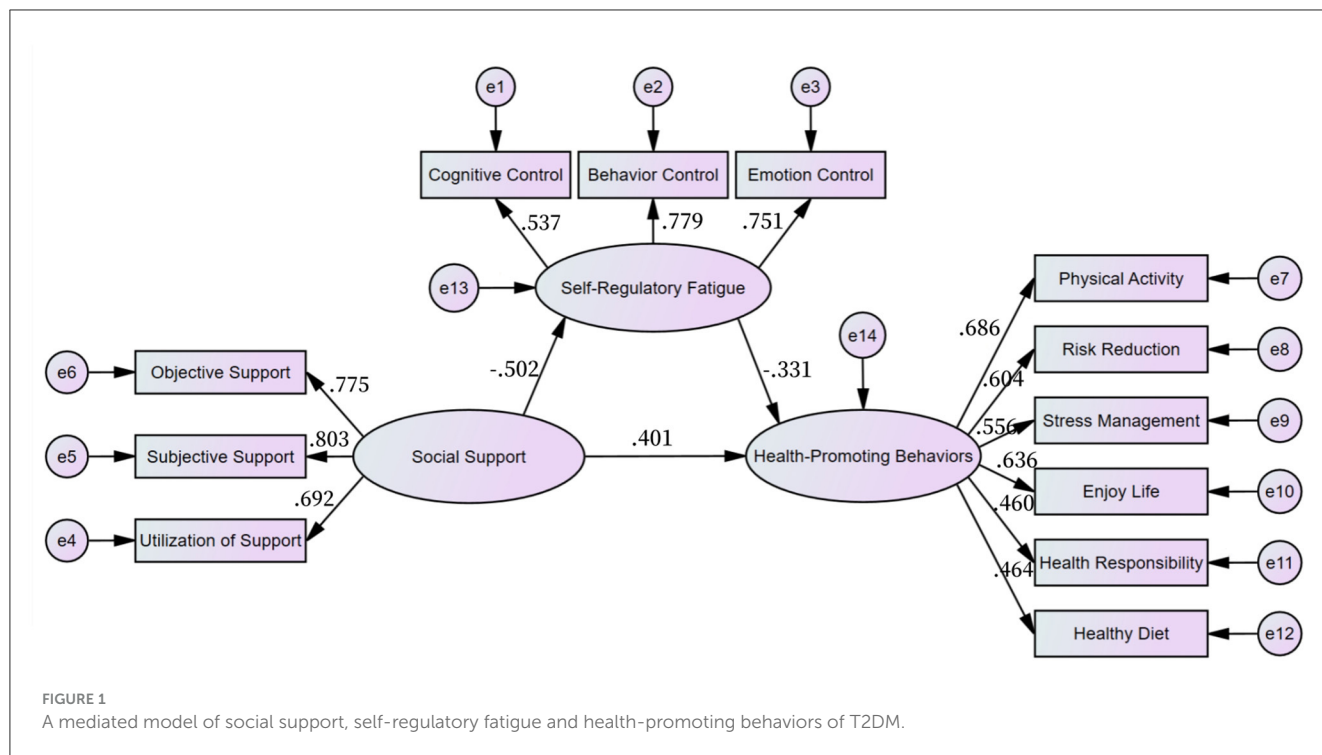 e1
e2
e3
Cognitive Control
Behavior Control
Emotion Control
.537
.779
.751
e13
Self-Regulatory Fatigue
Physical Activity
e7
.686
e14
Risk Reduction
e8
e6
Objective Support
.775
-.502
-.331
.604
Stress Management
e9
.556
e5
Subjective Support
.803
Social Support
.401
Health-Promoting Behaviors
.636
Enjoy Life
e10
.692
.460
e4
Utilization of Support
Health Responsibility
e11
.464
Healthy Diet
e12
FIGURE 1
A mediated model of social support, self-regulatory fatigue and health-promoting behaviors of T2DM.